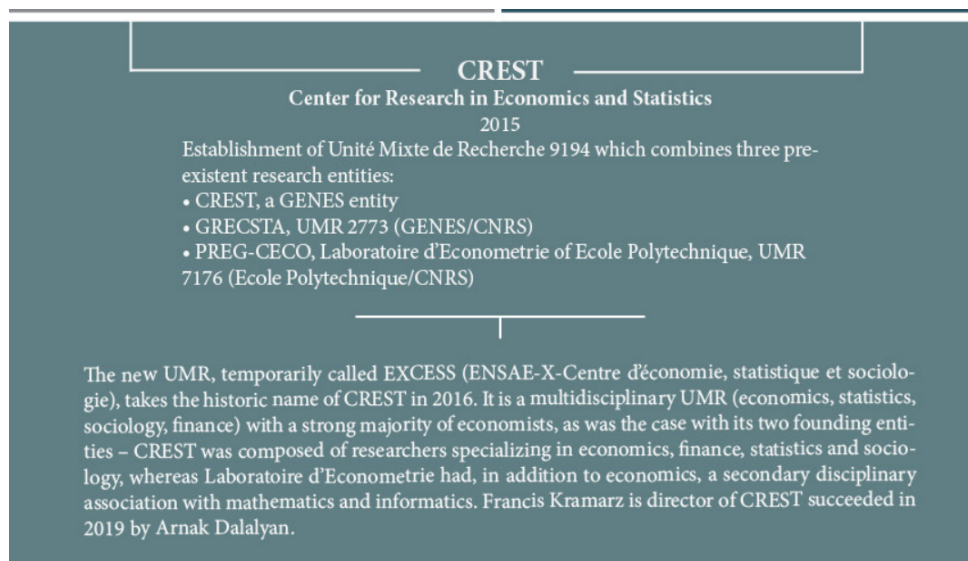 CREST
Center for Research in Economics and Statistics
2015
Establishment of Unité Mixte de Recherche 9194 which combines three pre-
existent research entities:
• CREST, a GENES entity
• GRECSTA, UMR 2773 (GENES/CNRS)
• PREG-CECO, Laboratoire d'Econometrie of Ecole Polytechnique, UMR
7176 (Ecole Polytechnique/CNRS)
The new UMR, temporarily called EXCESS (ENSAE-X-Centre d'économie, statistique et sociolo-
gie), takes the historic name of CREST in 2016. It is a multidisciplinary UMR (economics, statistics,
sociology, finance) with a strong majority of economists, as was the case with its two founding enti-
ties – CREST was composed of researchers specializing in economics, finance, statistics and socio-
logy, whereas Laboratoire d'Econometrie had, in addition to economics, a secondary disciplinary
association with mathematics and informatics. Francis Kramarz is director of CREST succeeded in
2019 by Arnak Dalalyan.